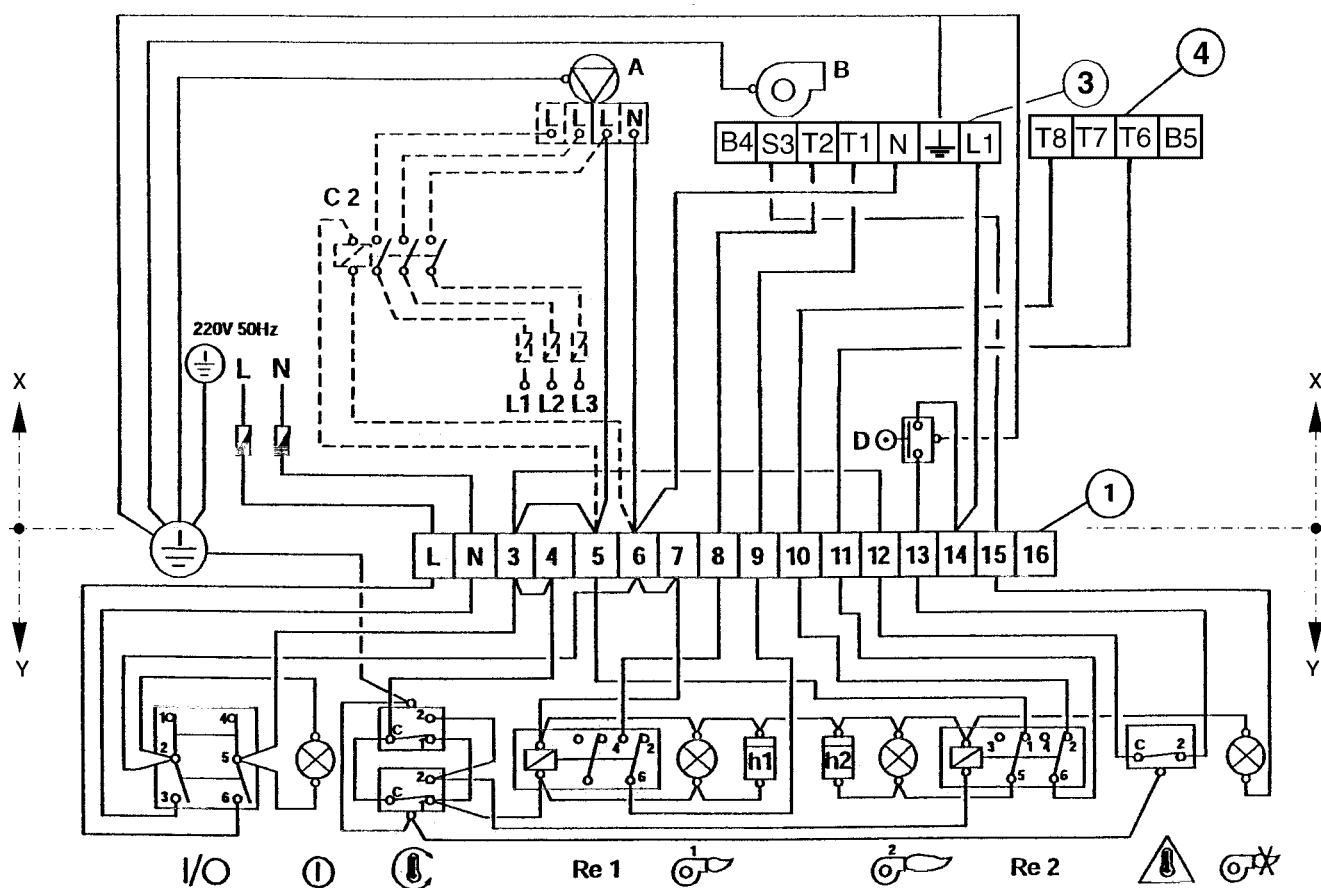 A
B
3
4
L L L N
B4 S3 T2 T1 N L1
T8 T7 T6 B5
C 2
220V 50Hz
L N
X
X
L1 L2 L3
D
1
L N 3 4 5 6 7 8 9 10 11 12 13 14 15 16
Y
Y
1 4
2 5
3 6
2
C 1
2
C 1
4 2
6
h1
h2
3 1 4 2
5 6
C 2
I/O
1
2
Re 1
Re 2